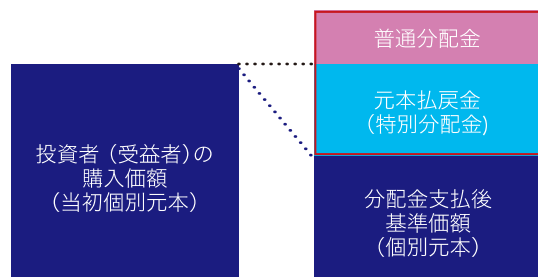 普通分配金
元本払戻金
（特別分配金)
投資者（受益者）の
購入価額
（当初個別元本）
分配金支払後
基準価額
（個別元本）